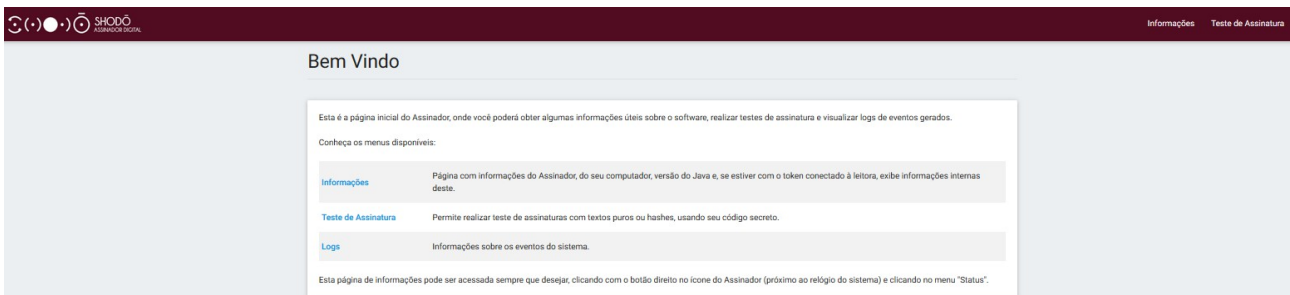 SHODŌ
ASSINADOR DIGITAL
Informações Teste de Assinatura
Bem Vindo
Esta é a página inicial do Assinador, onde você poderá obter algumas informações úteis sobre o software, realizar testes de assinatura e visualizar logs de eventos gerados.
Conheça os menus disponíveis:
Informações Página com informações do Assinador, do seu computador, versão do Java e, se estiver com o token conectado à leitora, exibe informações internas
deste.
Teste de Assinatura Permite realizar teste de assinaturas com textos puros ou hashes, usando seu código secreto.
Logs Informações sobre os eventos do sistema.
Esta página de informações pode ser acessada sempre que desejar, clicando com o botão direito no ícone do Assinador (próximo ao relógio do sistema) e clicando no menu "Status".